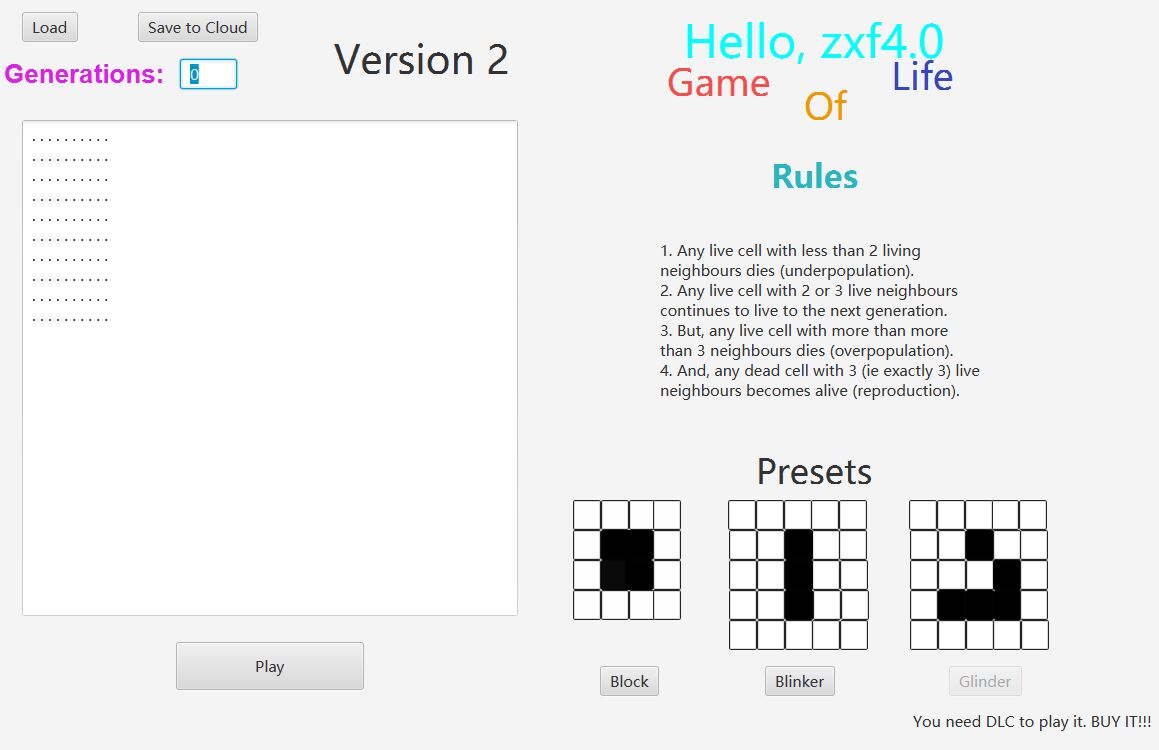 Load
Save to Cloud
Generations:
0
Version 2
Hello, zxf4.0
Game
Of
Life
Rules
. . . . . . . . . .
. . . . . . . . . .
. . . . . . . . . .
. . . . . . . . . .
. . . . . . . . . .
. . . . . . . . . .
. . . . . . . . . .
. . . . . . . . . .
. . . . . . . . . .
. . . . . . . . . .
1. Any live cell with less than 2 living
neighbours dies (underpopulation).
2. Any live cell with 2 or 3 live neighbours
continues to live to the next generation.
3. But, any live cell with more than more
than 3 neighbours dies (overpopulation).
4. And, any dead cell with 3 (ie exactly 3) live
neighbours becomes alive (reproduction).
Presets
Play
Block
Blinker
Glinder
You need DLC to play it. BUY IT!!!